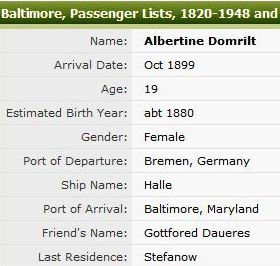 Baltimore, Passenger Lists, 1820-1948 and
Name: Albertine Domrilt
Arrival Date: Oct 1899
Age: 19
Estimated Birth Year: abt 1880
Gender: Female
Port of Departure: Bremen, Germany
Ship Name: Halle
Port of Arrival: Baltimore, Maryland
Friend's Name: Gottfored Daueres
Last Residence: Stefanow